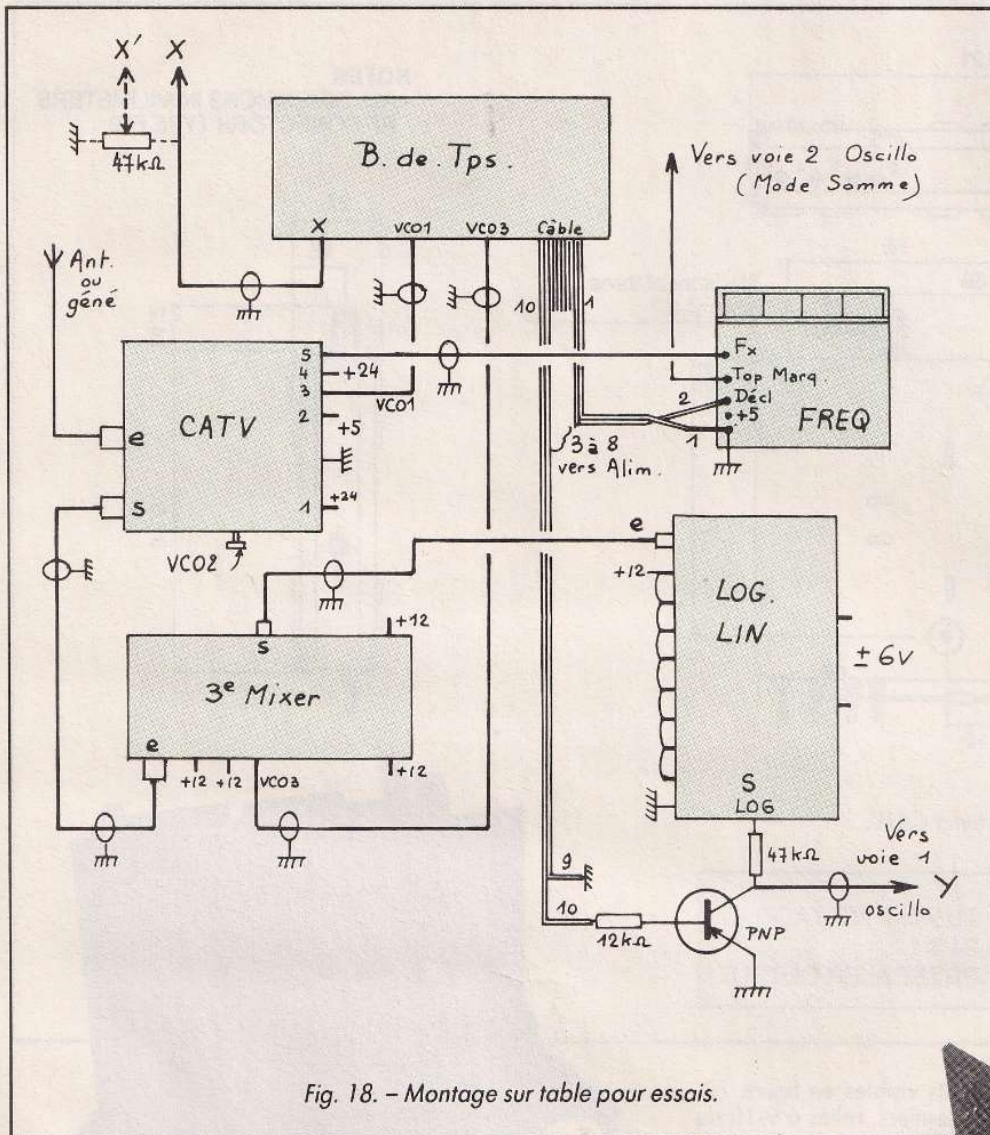 X' X
47kΩ
B. de. Tps.
X VCO1 VCO3 Câble
10 1
Vers voie 2 Oscillo
(Mode Somme)
Ant.
ou
géné
CATV
e
s
5
4 +24
3 VCO1
2 +5
1 +24
VCO2
Fx
Top Marq.
Décl
+5
FREQ
2
1
3 à 8
vers Alim.
s
+12
3e Mixer
e
+12 +12 VCO3 +12
e
+12
LOG.
LIN
± 6v
S
LOG
47kΩ
Vers
voie 1
Y
oscillo
9
10
12kΩ
PNP
Fig. 18. – Montage sur table pour essais.